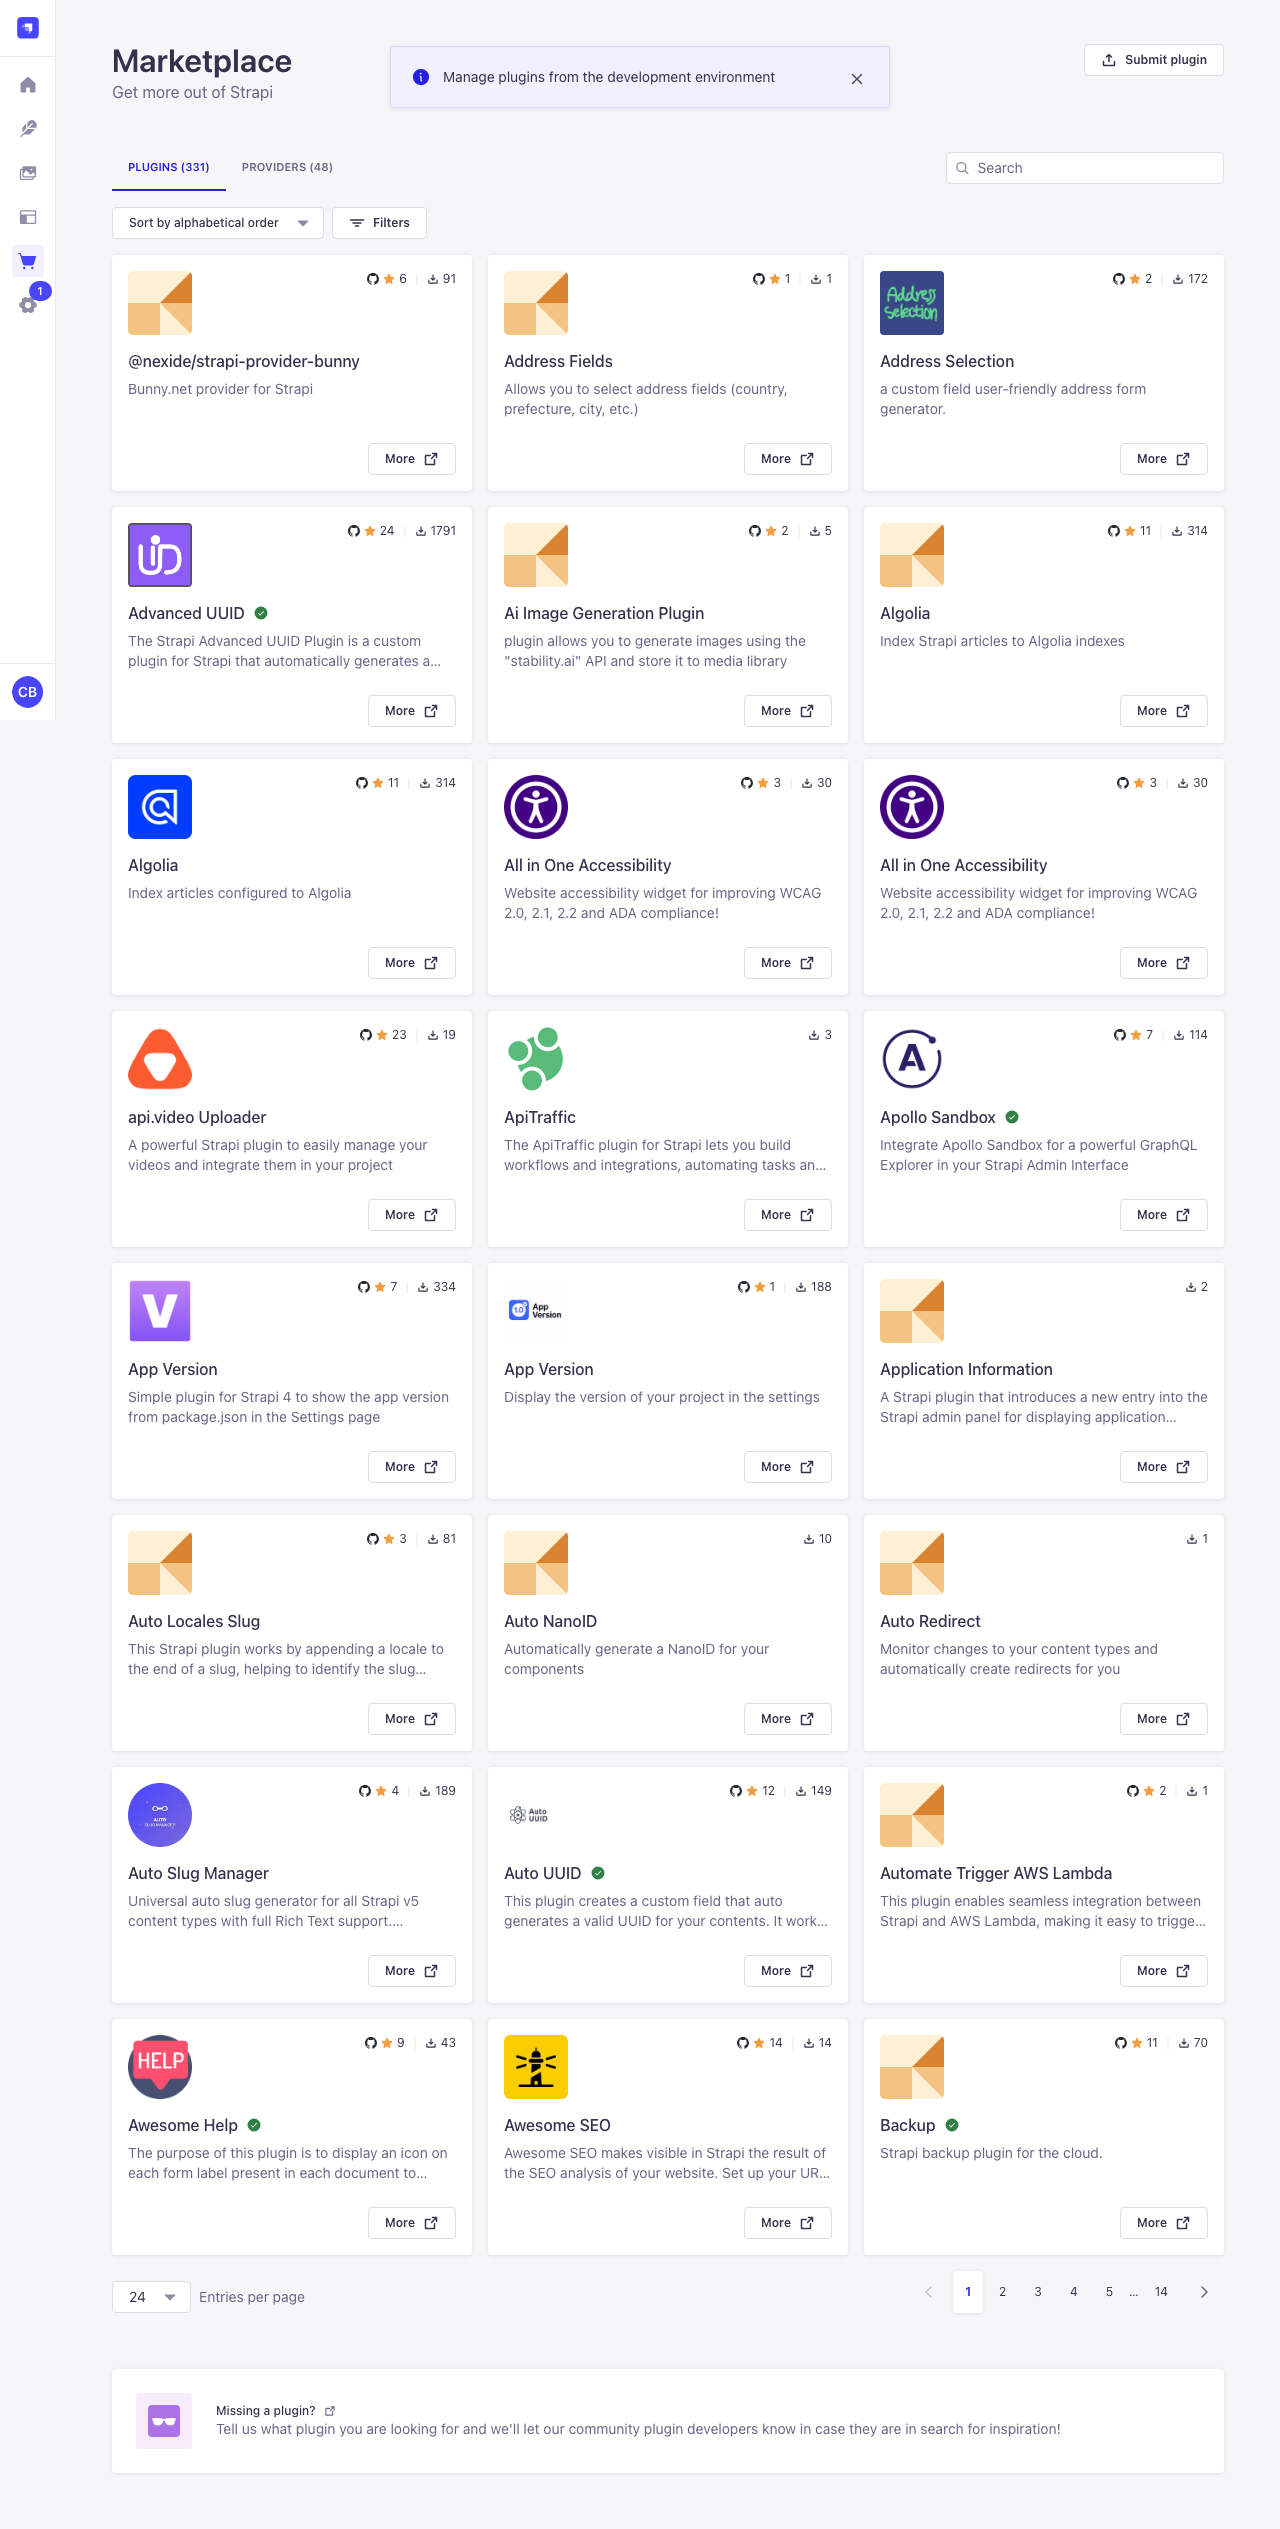 Marketplace
Get more out of Strapi
Manage plugins from the development environment
Submit plugin
PLUGINS (331)
PROVIDERS (48)
Search
Sort by alphabetical order
Filters
1
CB
6 91
@nexide/strapi-provider-bunny
Bunny.net provider for Strapi
More
1 1
Address Fields
Allows you to select address fields (country,
prefecture, city, etc.)
More
Address
Selection
2 172
Address Selection
a custom field user-friendly address form
generator.
More
UiD
24 1791
Advanced UUID
The Strapi Advanced UUID Plugin is a custom
plugin for Strapi that automatically generates a...
More
2 5
Ai Image Generation Plugin
plugin allows you to generate images using the
"stability.ai" API and store it to media library
More
11 314
Algolia
Index Strapi articles to Algolia indexes
More
11 314
Algolia
Index articles configured to Algolia
More
3 30
All in One Accessibility
Website accessibility widget for improving WCAG
2.0, 2.1, 2.2 and ADA compliance!
More
3 30
All in One Accessibility
Website accessibility widget for improving WCAG
2.0, 2.1, 2.2 and ADA compliance!
More
23 19
api.video Uploader
A powerful Strapi plugin to easily manage your
videos and integrate them in your project
More
3
ApiTraffic
The ApiTraffic plugin for Strapi lets you build
workflows and integrations, automating tasks an...
More
A
7 114
Apollo Sandbox
Integrate Apollo Sandbox for a powerful GraphQL
Explorer in your Strapi Admin Interface
More
V
7 334
App Version
Simple plugin for Strapi 4 to show the app version
from package.json in the Settings page
More
1.0
App
Version
1 188
App Version
Display the version of your project in the settings
More
2
Application Information
A Strapi plugin that introduces a new entry into the
Strapi admin panel for displaying application...
More
3 81
Auto Locales Slug
This Strapi plugin works by appending a locale to
the end of a slug, helping to identify the slug...
More
10
Auto NanoID
Automatically generate a NanoID for your
components
More
1
Auto Redirect
Monitor changes to your content types and
automatically create redirects for you
More
AUTO
SLUG MANAGER
4 189
Auto Slug Manager
Universal auto slug generator for all Strapi v5
content types with full Rich Text support....
More
Auto
UUID
12 149
Auto UUID
This plugin creates a custom field that auto
generates a valid UUID for your contents. It work...
More
2 1
Automate Trigger AWS Lambda
This plugin enables seamless integration between
Strapi and AWS Lambda, making it easy to trigge...
More
HELP
9 43
Awesome Help
The purpose of this plugin is to display an icon on
each form label present in each document to...
More
14 14
Awesome SEO
Awesome SEO makes visible in Strapi the result of
the SEO analysis of your website. Set up your UR...
More
11 70
Backup
Strapi backup plugin for the cloud.
More
24
Entries per page
1 2 3 4 5 ... 14
Missing a plugin?
Tell us what plugin you are looking for and we'll let our community plugin developers know in case they are in search for inspiration!